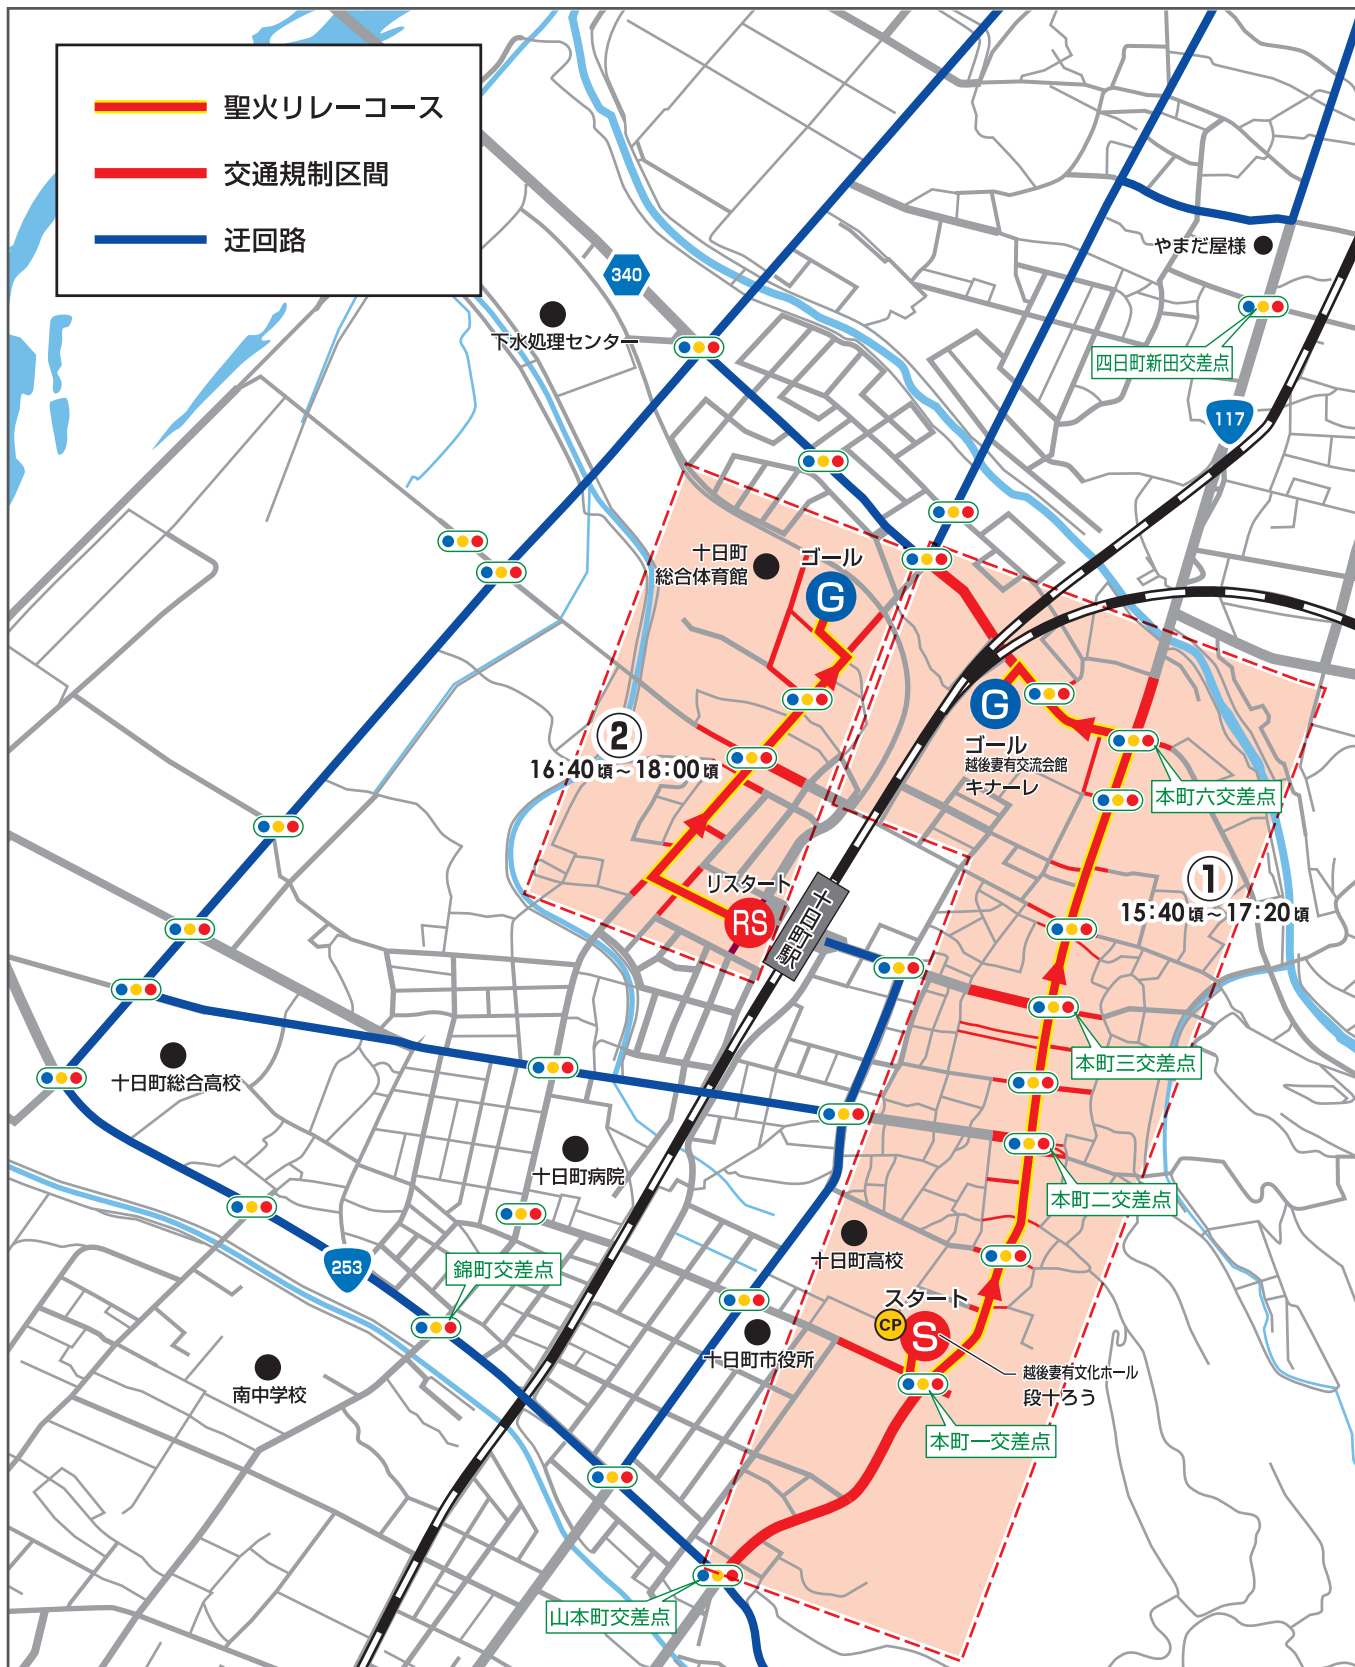 聖火リレーコース
交通規制区間
迂回路
340
下水処理センター
やまだ屋様
四日町新田交差点
117
十日町
総合体育館
ゴール
G
②
16:40頃～18:00頃
リスタート
RS
十日町駅
G
ゴール
越後妻有交流会館
キナーレ
本町六交差点
①
15:40頃～17:20頃
本町三交差点
本町二交差点
十日町総合高校
十日町病院
十日町高校
253
錦町交差点
スタート
CP
S
越後妻有文化ホール
段十ろう
十日町市役所
南中学校
本町一交差点
山本町交差点